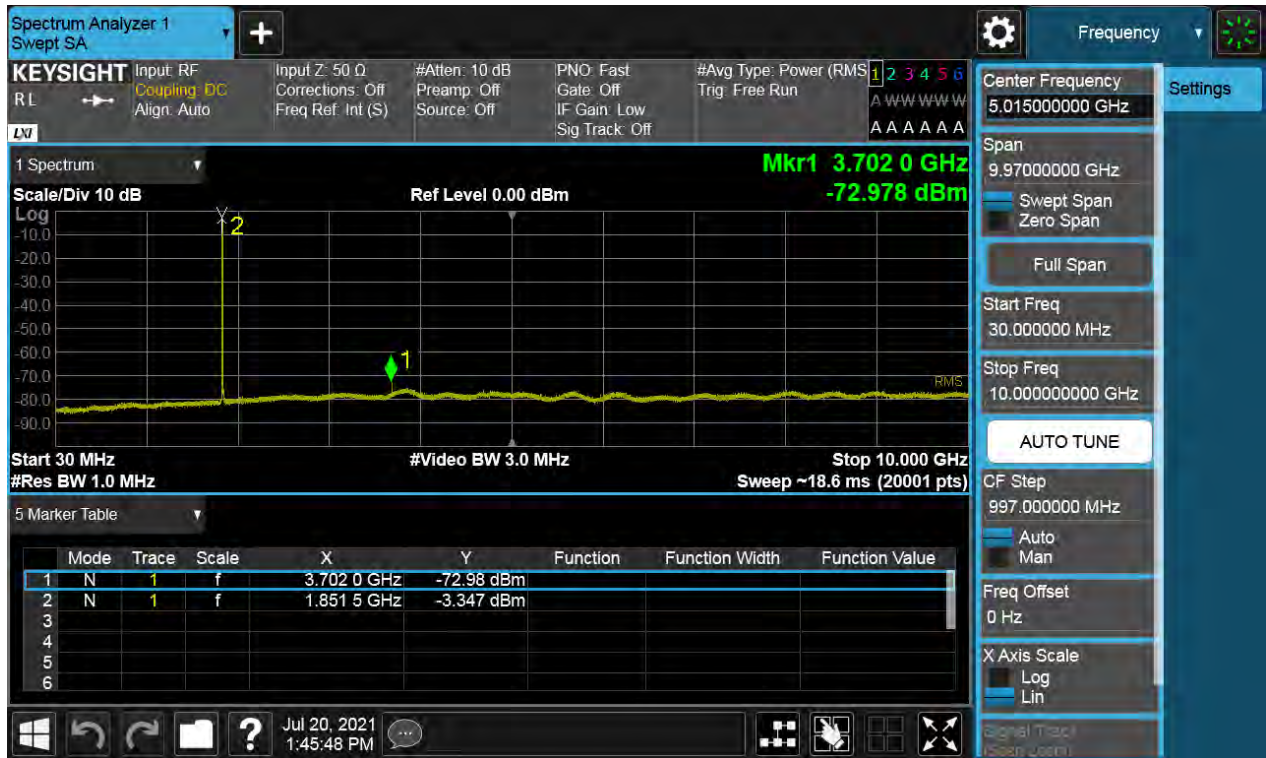 Spectrum Analyzer 1
Swept SA
+
Frequency
KEYSIGHT
RL
LXI
Input: RF
Coupling: DC
Align: Auto
Input Z: 50 Ω
Corrections: Off
Freq Ref: Int (S)
#Atten: 10 dB
Preamp: Off
Source: Off
PNO: Fast
Gate: Off
IF Gain: Low
Sig Track: Off
#Avg Type: Power (RMS
Trig: Free Run
1 2 3 4 5 6
A W W W W W
A A A A A A
1 Spectrum
Mkr1 3.702 0 GHz
-72.978 dBm
Scale/Div 10 dB
Ref Level 0.00 dBm
Log
-10.0
-20.0
-30.0
-40.0
-50.0
-60.0
-70.0
-80.0
-90.0
2
1
RMS
Start 30 MHz
#Video BW 3.0 MHz
Stop 10.000 GHz
#Res BW 1.0 MHz
Sweep ~18.6 ms (20001 pts)
5 Marker Table
Mode Trace Scale X Y Function Function Width Function Value
1 N 1 f 3.702 0 GHz -72.98 dBm
2 N 1 f 1.851 5 GHz -3.347 dBm
3
4
5
6
?
Jul 20, 2021
1:45:48 PM
Center Frequency
5.015000000 GHz
Settings
Span
9.97000000 GHz
Swept Span
Zero Span
Full Span
Start Freq
30.000000 MHz
Stop Freq
10.000000000 GHz
AUTO TUNE
CF Step
997.000000 MHz
Auto
Man
Freq Offset
0 Hz
X Axis Scale
Log
Lin
Signal Track
(Span Zoom)